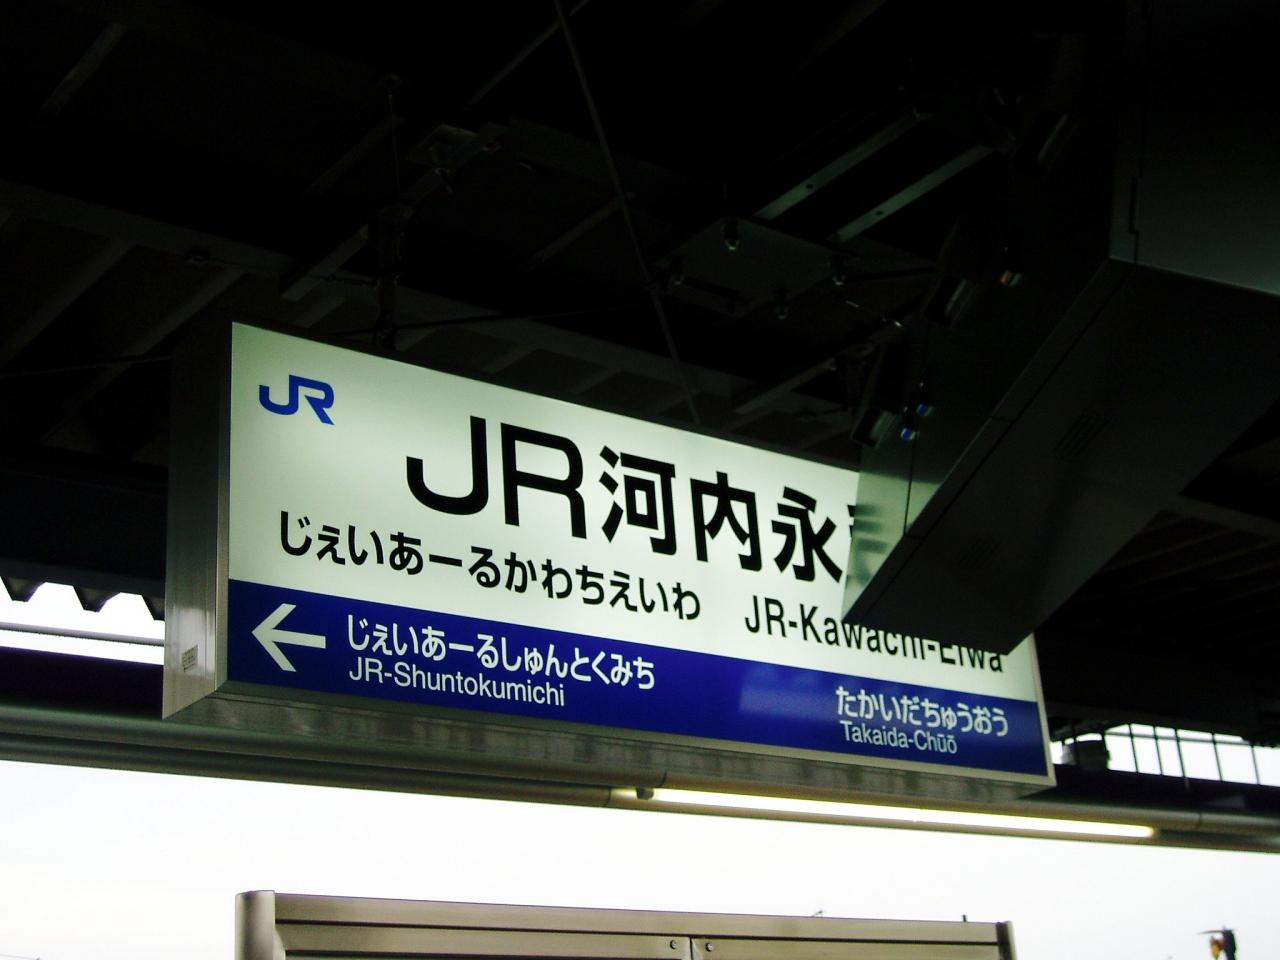 JR
JR河内永
じぇいあーるかわちえいわ JR-Kawachi-Eiwa
じぇいあーるしゅんとくみち たかいだちゅうおう
JR-Shuntokumichi Takaida-Chūō